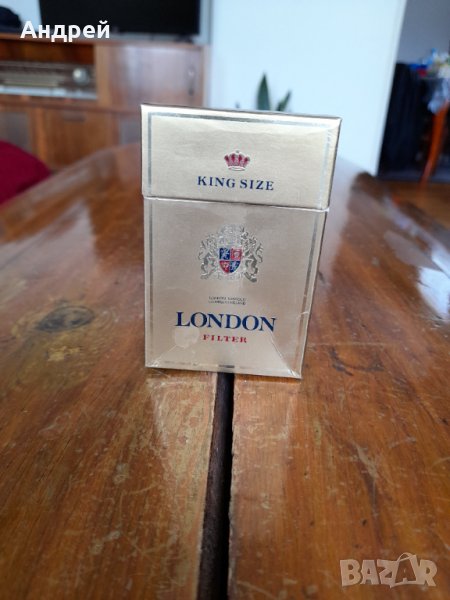 Андрей
KING SIZE
LONDON
FILTER
BAZAR